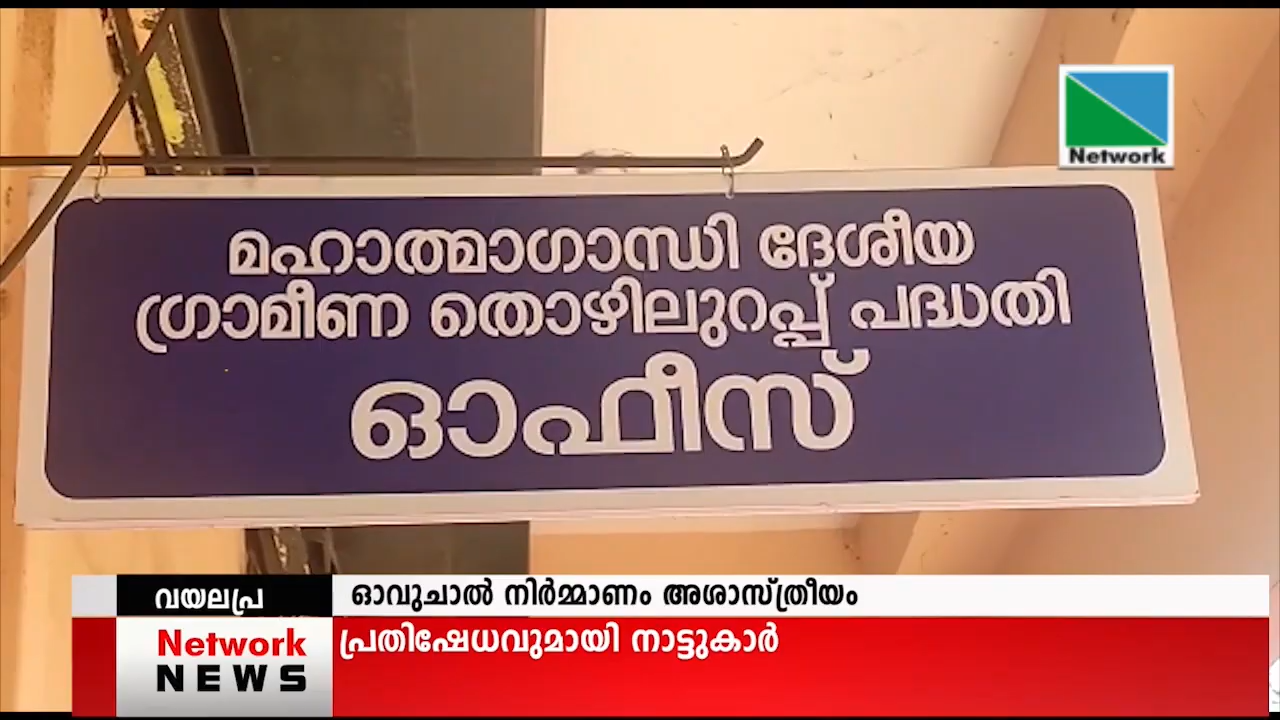 Network
മഹാത്മാഗാന്ധി ദേശീയ
ഗ്രാമീണ തൊഴിലുറപ്പ് പദ്ധതി
ഓഫീസ്
വയലപ്ര
ഓവുചാൽ നിർമ്മാണം അശാസ്ത്രീയം
Network
NEWS
പ്രതിഷേധവുമായി നാട്ടുകാർ